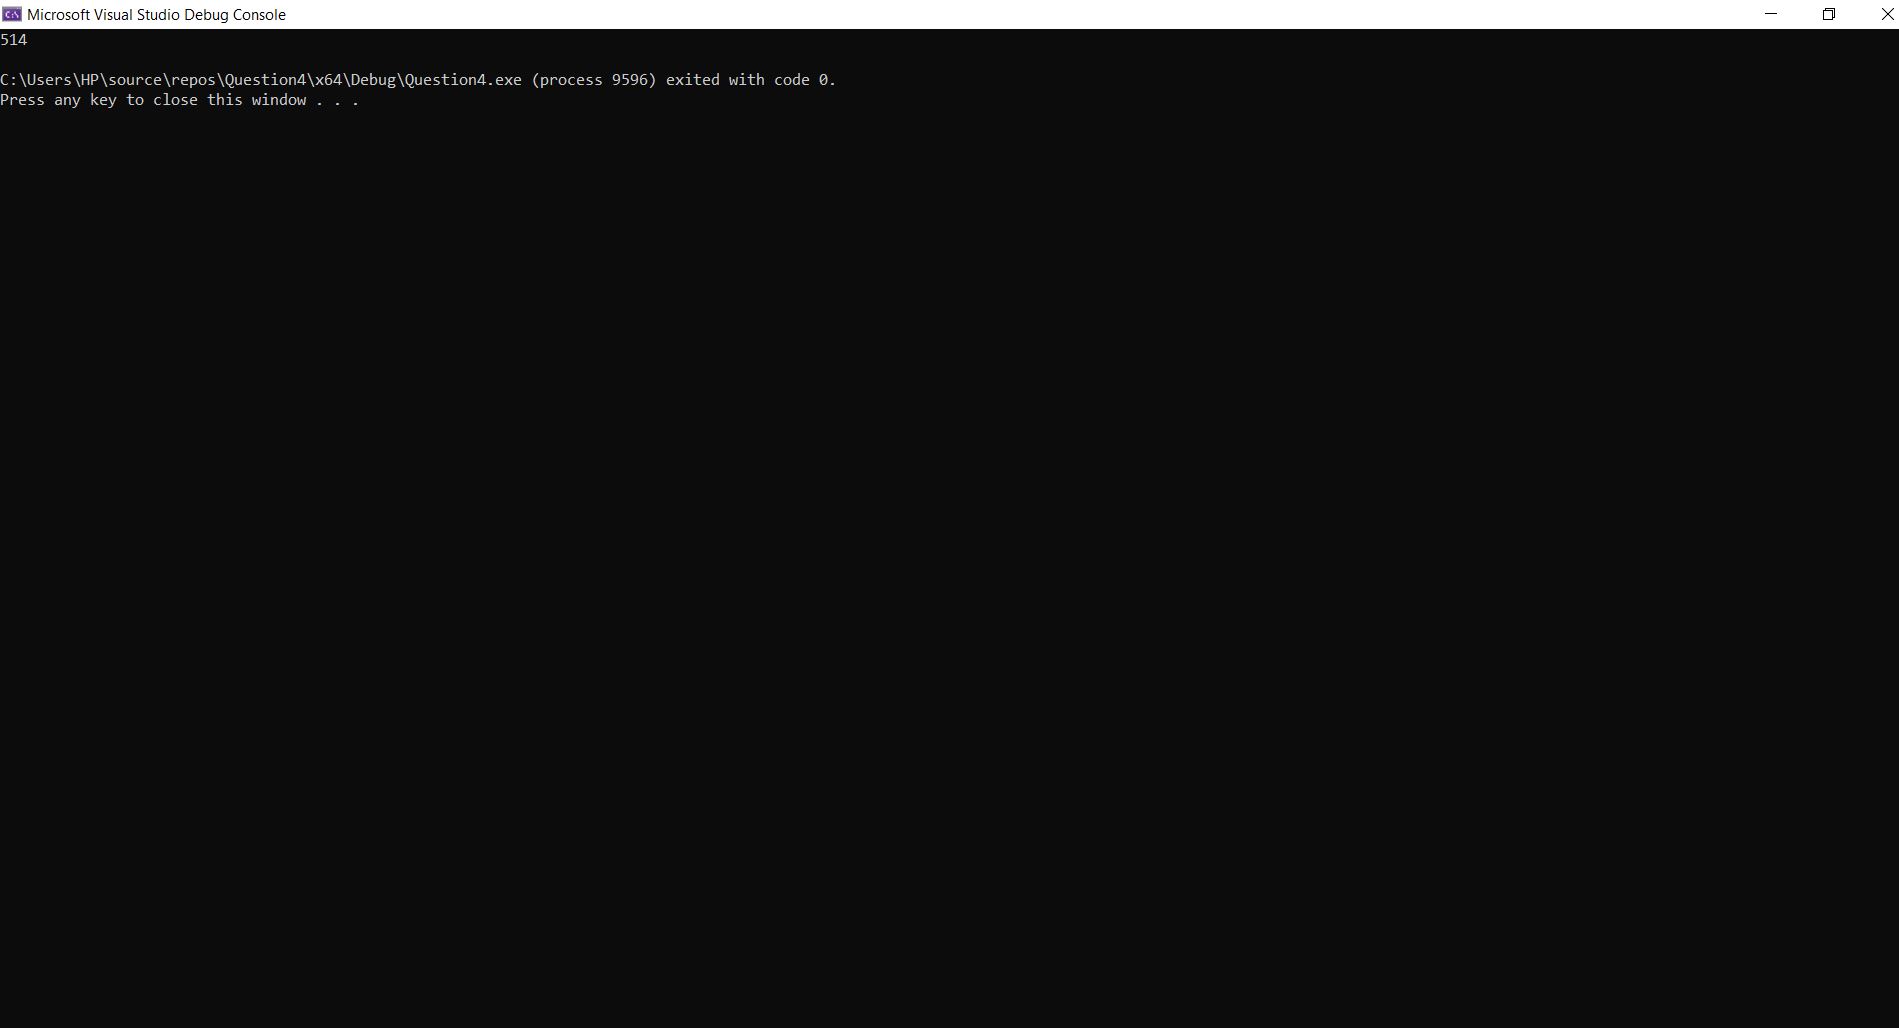 Microsoft Visual Studio Debug Console
514
C:\Users\HP\source\repos\Question4\x64\Debug\Question4.exe (process 9596) exited with code 0.
Press any key to close this window . . .